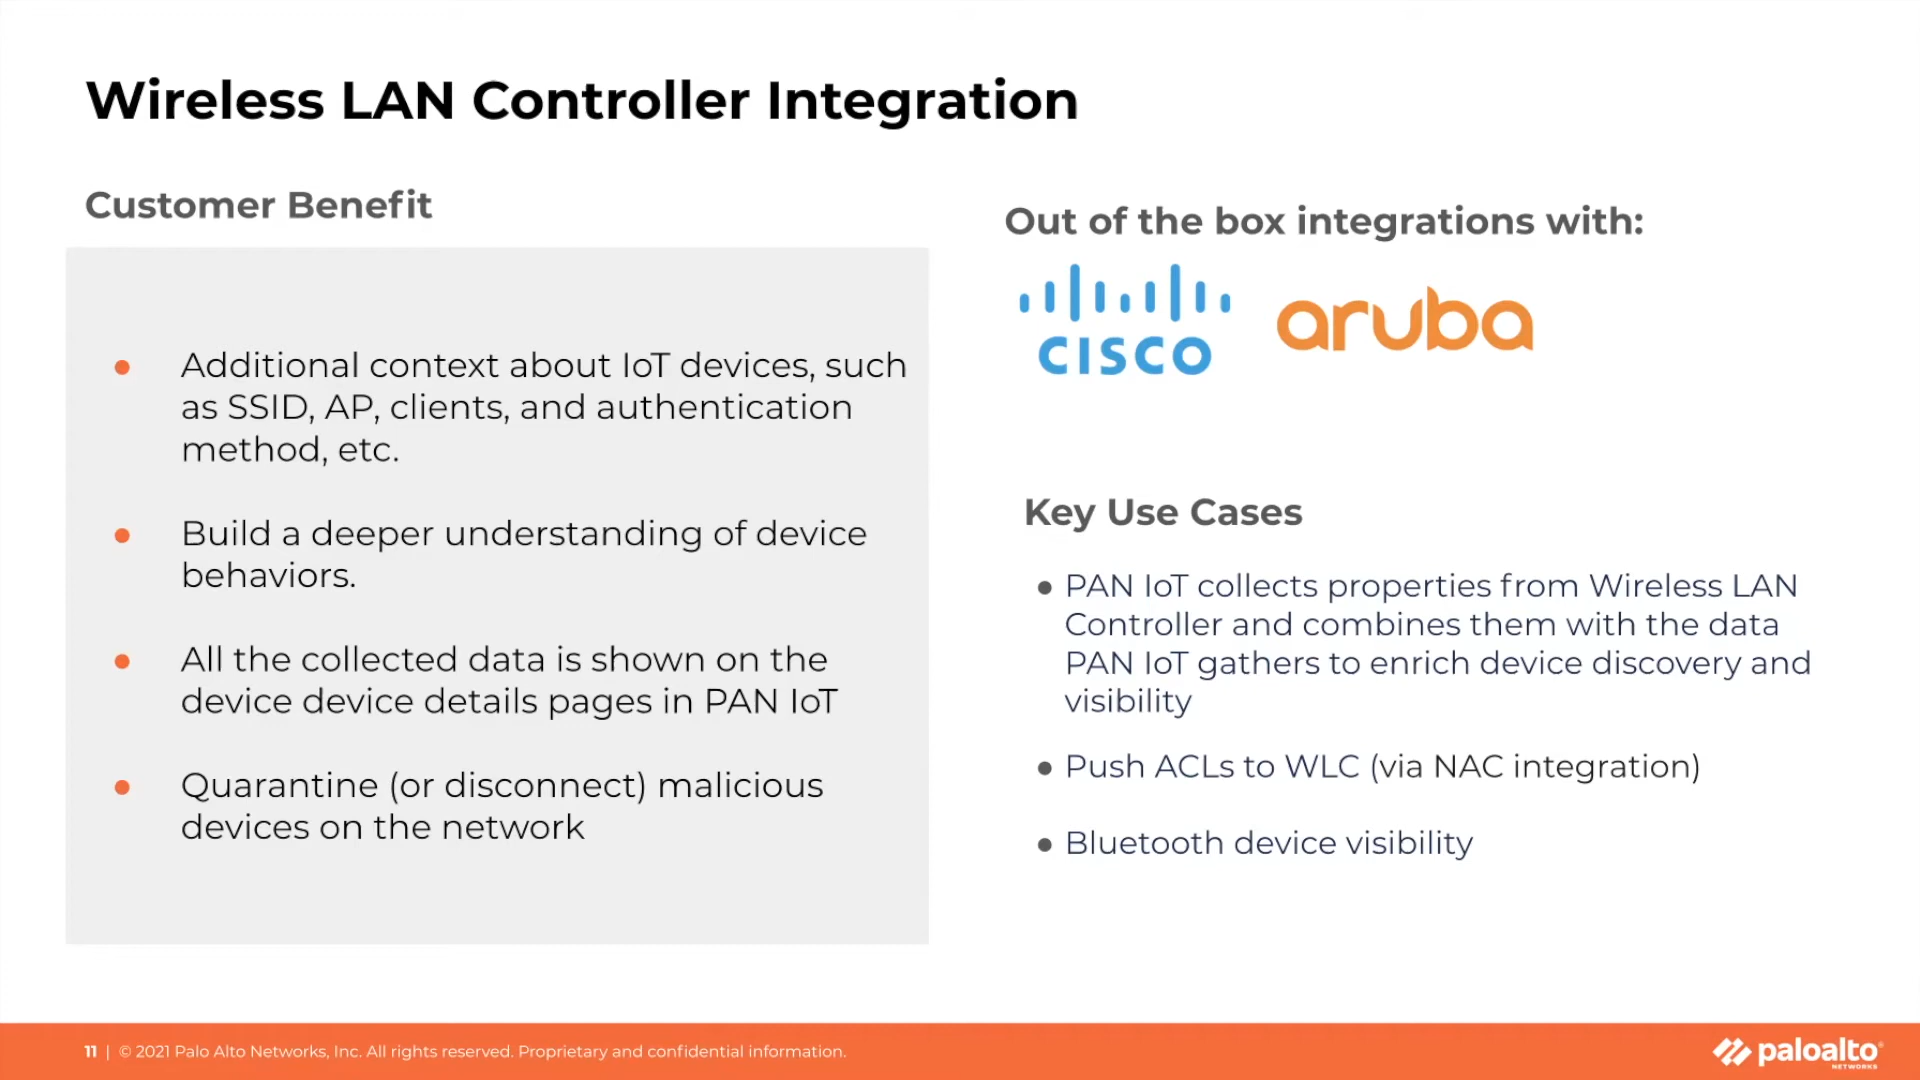 Wireless LAN Controller Integration
Customer Benefit
● Additional context about IoT devices, such
as SSID, AP, clients, and authentication
method, etc.
● Build a deeper understanding of device
behaviors.
● All the collected data is shown on the
device device details pages in PAN IoT
● Quarantine (or disconnect) malicious
devices on the network
Out of the box integrations with:
CISCO
aruba
Key Use Cases
● PAN IoT collects properties from Wireless LAN
Controller and combines them with the data
PAN IoT gathers to enrich device discovery and
visibility
● Push ACLs to WLC (via NAC integration)
● Bluetooth device visibility
11 | © 2021 Palo Alto Networks, Inc. All rights reserved. Proprietary and confidential information.
paloalto®
NETWORKS